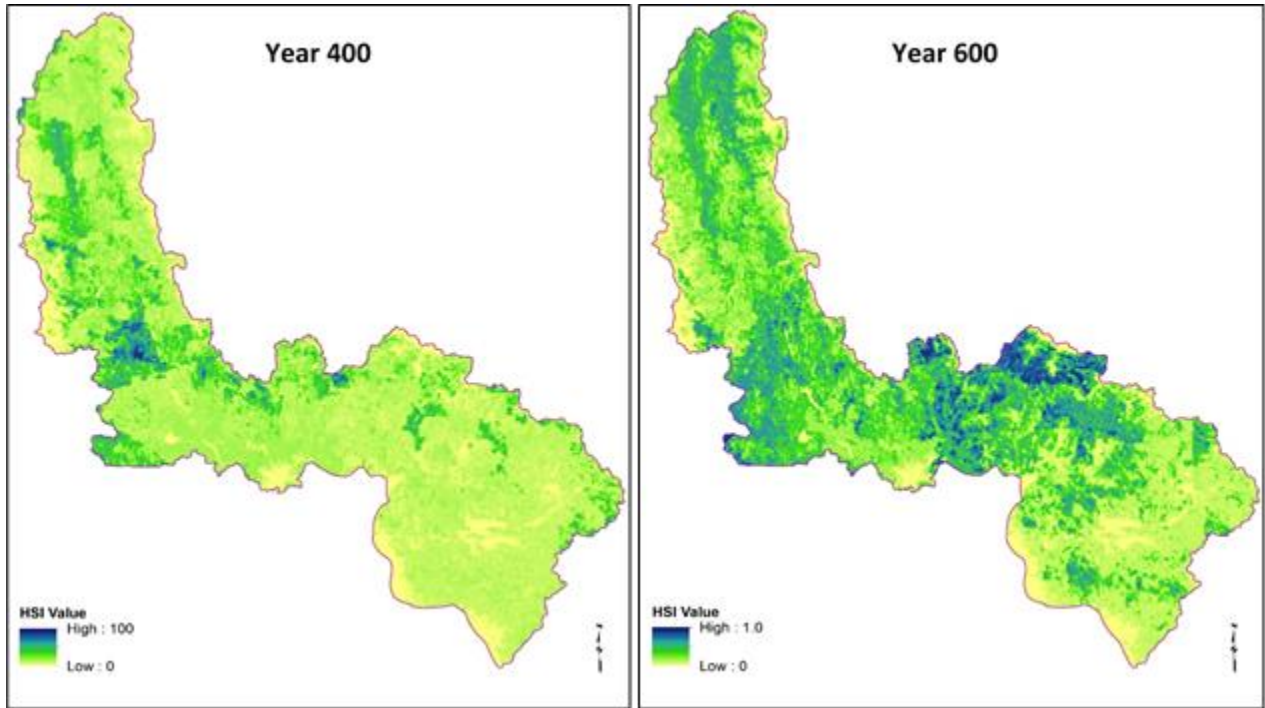 Year 400
HSI Value
High : 100
Low : 0
Year 600
HSI Value
High : 1.0
Low : 0